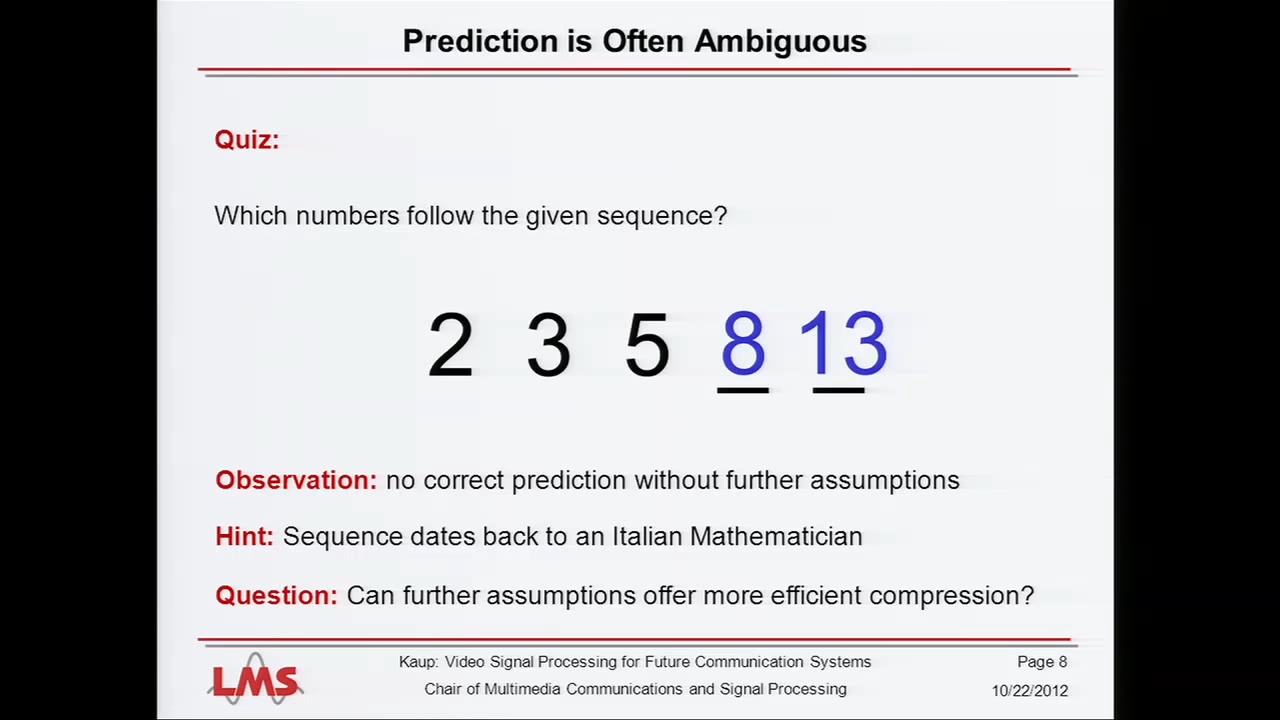 Prediction is Often Ambiguous
Quiz:
Which numbers follow the given sequence?
2 3 5 8 13
Observation: no correct prediction without further assumptions
Hint: Sequence dates back to an Italian Mathematician
Question: Can further assumptions offer more efficient compression?
LMS
Kaup: Video Signal Processing for Future Communication Systems
Chair of Multimedia Communications and Signal Processing
Page 8
10/22/2012